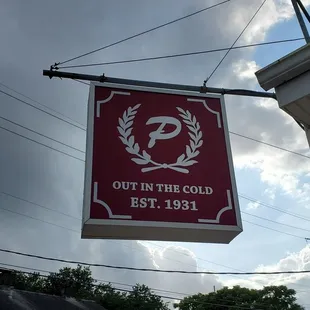 P
OUT IN THE COLD
EST. 1931